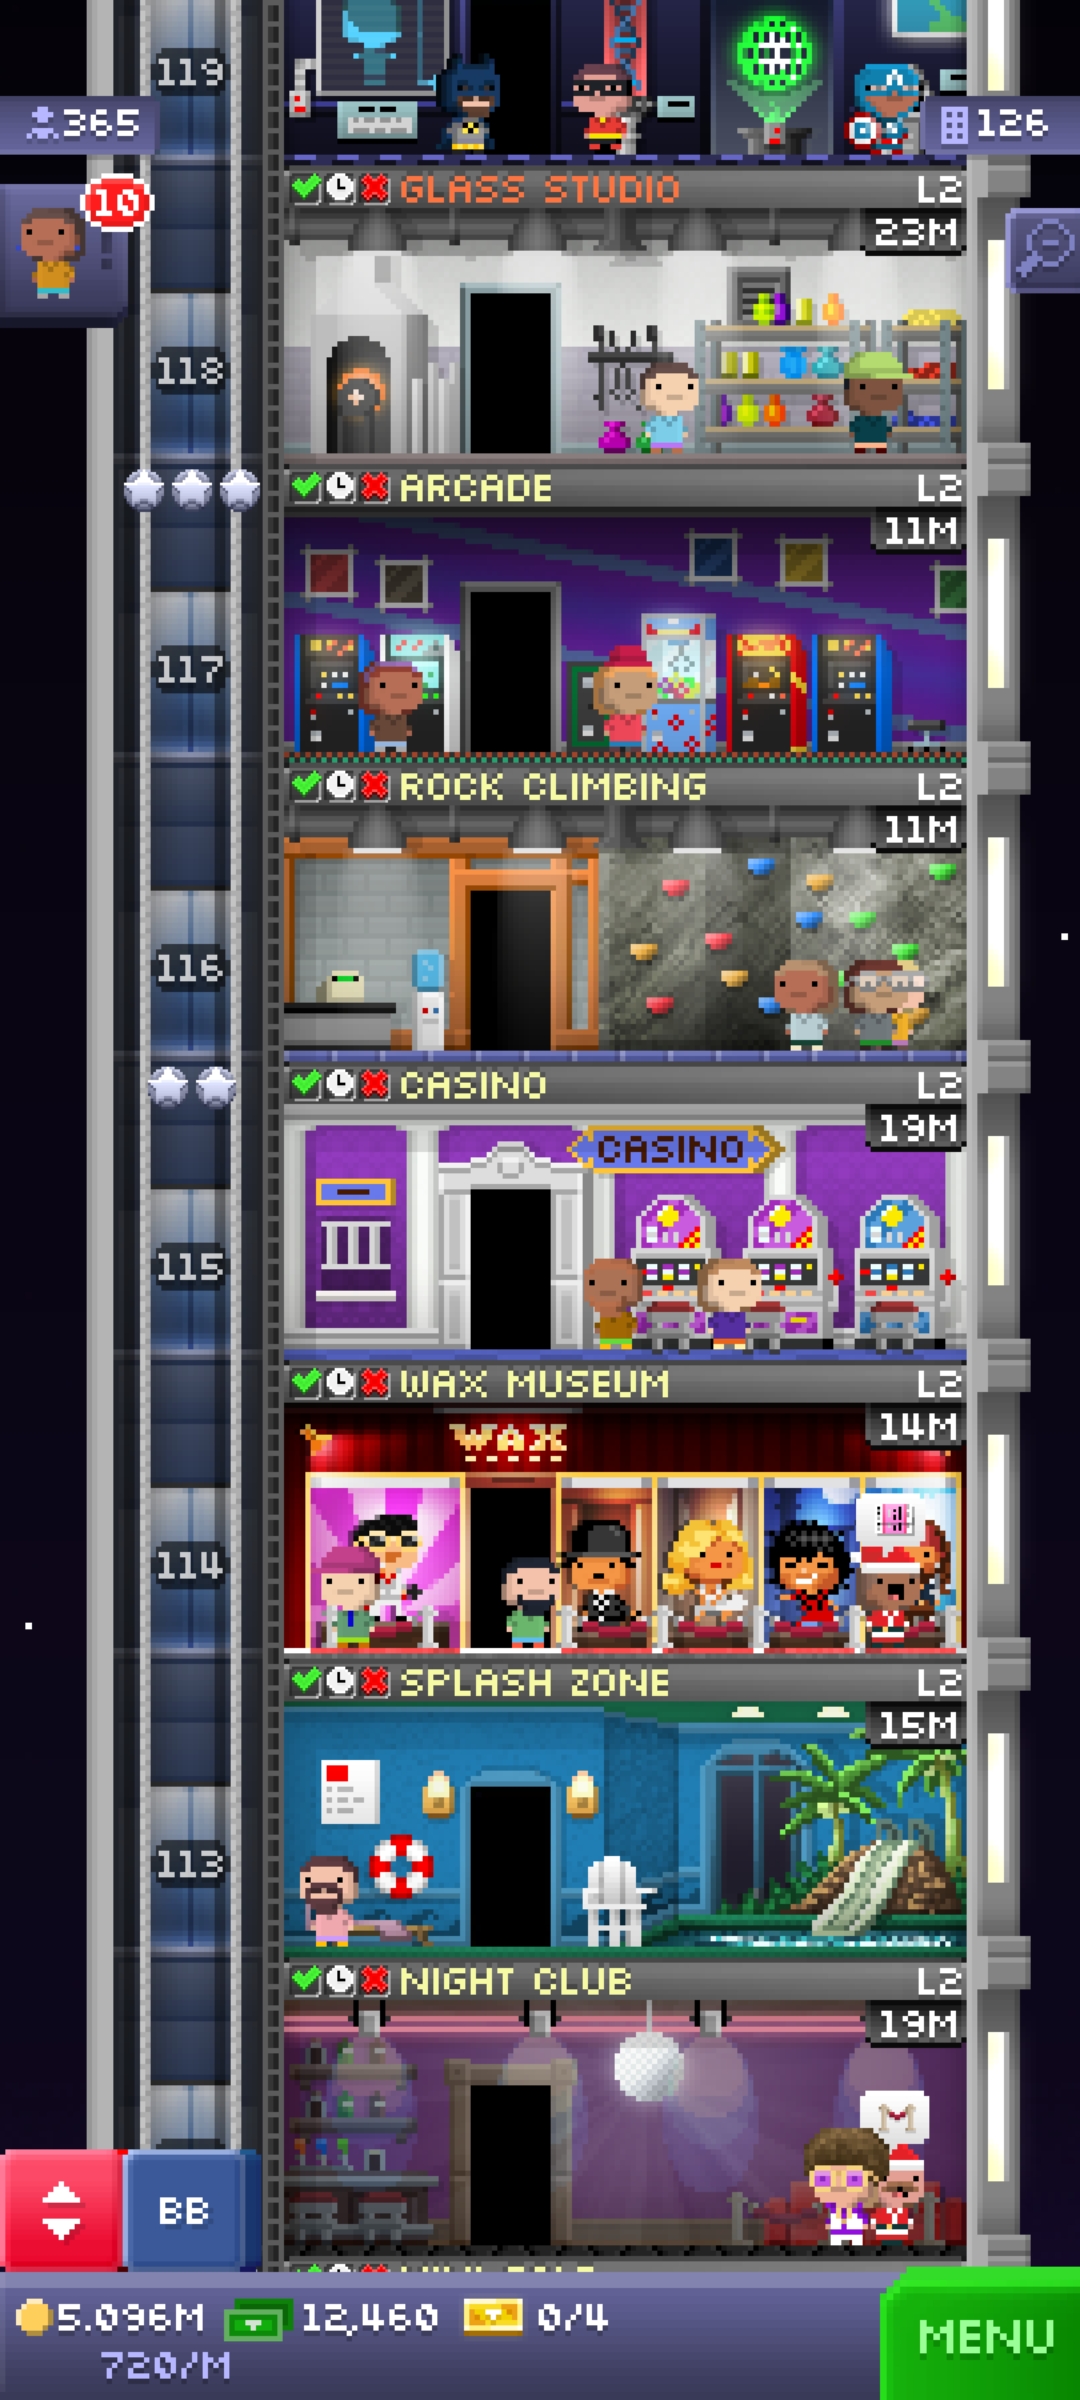 119
365
126
10
GLASS STUDIO L2
23M
118
ARCADE L2
11M
117
ROCK CLIMBING L2
11M
116
CASINO L2
19M
CASINO
115
WAX MUSEUM L2
14M
WAX
114
SPLASH ZONE L2
15M
113
NIGHT CLUB L2
19M
M
BB
5.096M 12,460 0/4
720/M
MENU